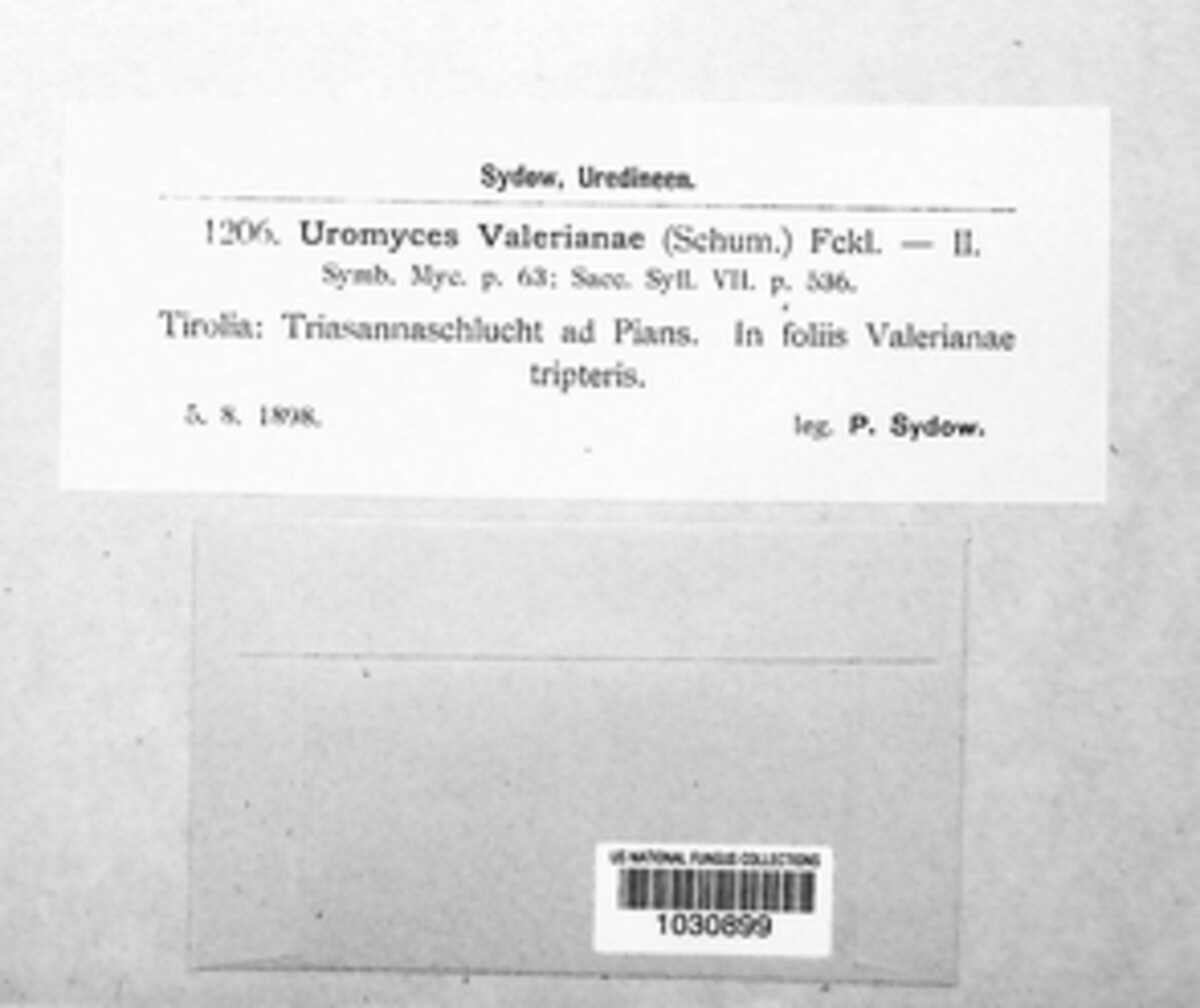 Sydow, Uredineen.
1206. Uromyces Valerianae (Schum.) Fckl. — II.
Symb. Myc. p. 63; Sacc. Syll. VII. p. 536.
Tirolia: Triasannaschlucht ad Pians. In foliis Valerianae
tripteris.
5. 8. 1898.
leg. P. Sydow.
US NATIONAL FUNGUS COLLECTIONS
1030899